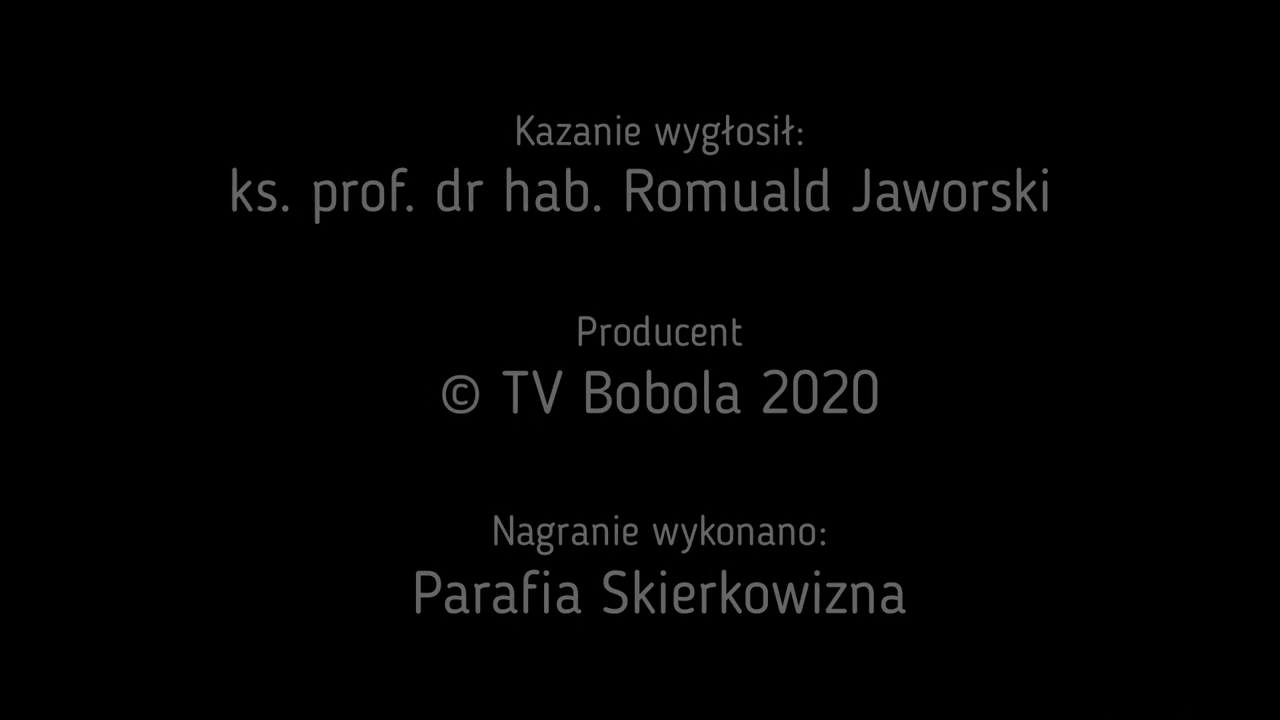 Kazanie wygłosił:
ks. prof. dr hab. Romuald Jaworski
Producent
© TV Bobola 2020
Nagranie wykonano:
Parafia Skierkowizna